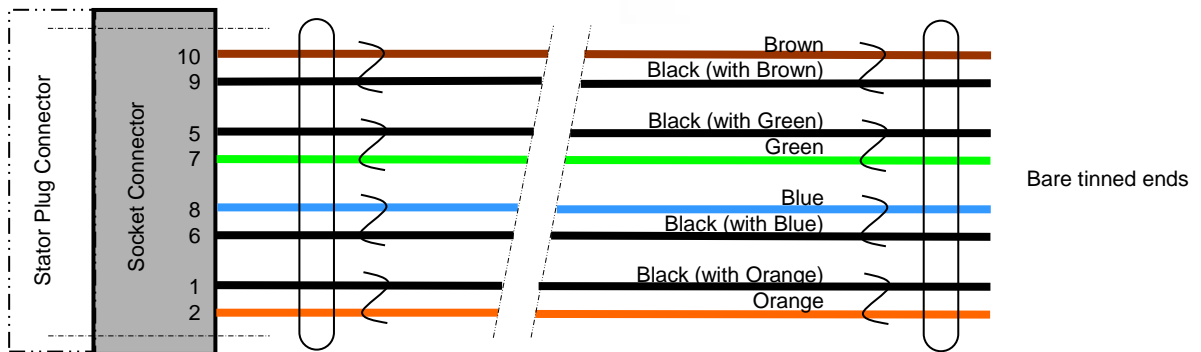 Stator Plug Connector
Socket Connector
10
Brown
9
Black (with Brown)
5
Black (with Green)
7
Green
8
Blue
6
Black (with Blue)
1
Black (with Orange)
2
Orange
Bare tinned ends